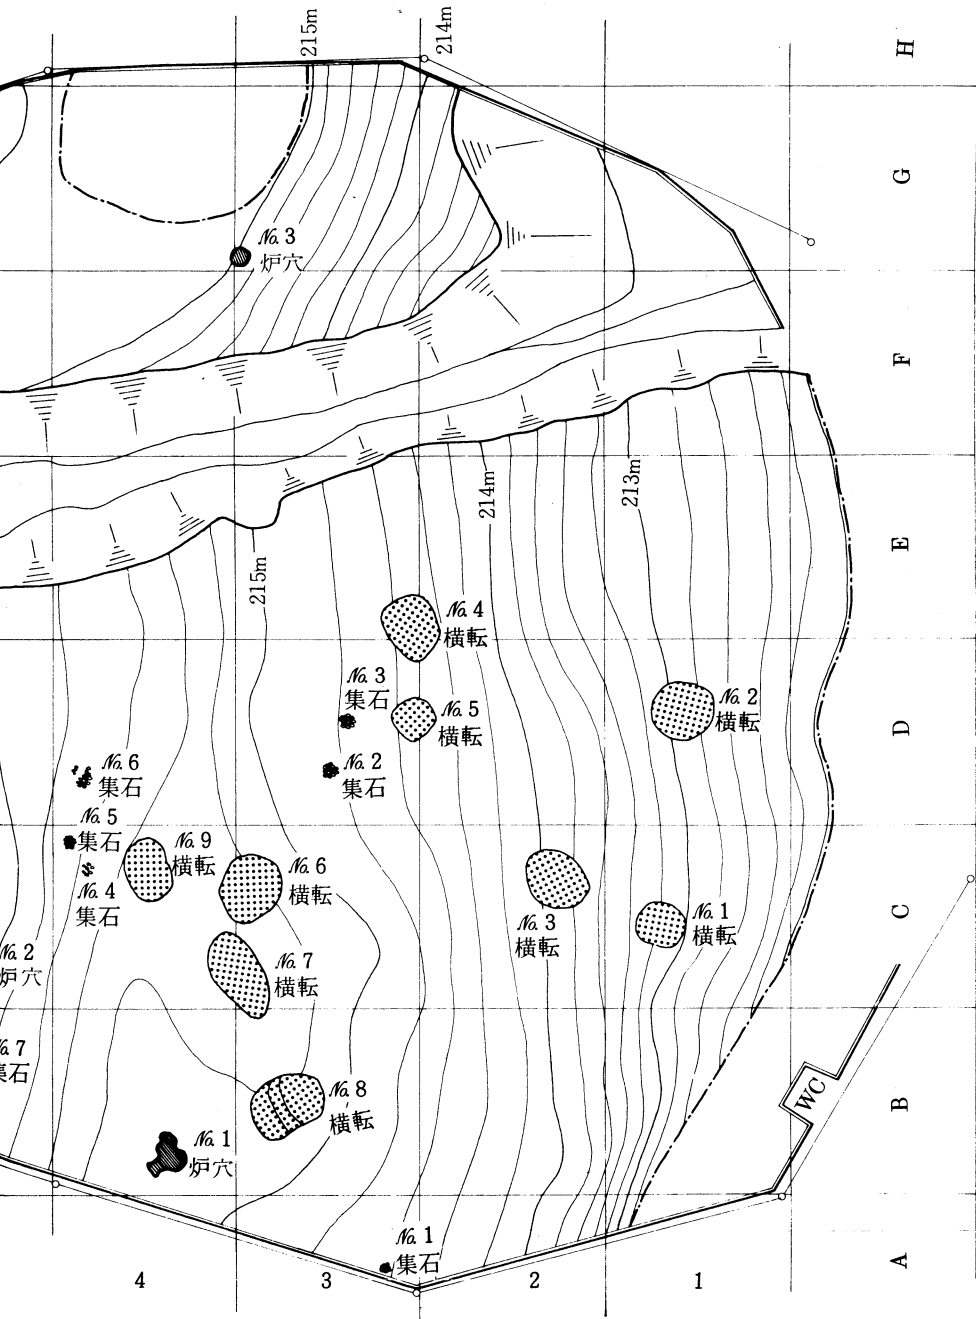 215m
214m
H
G
No. 3
炉穴
F
214m
213m
E
215m
No. 4
横転
No. 3
集石
No. 5
横転
No. 2
横転
D
No. 6
集石
No. 2
集石
No. 5
集石
No. 9
横転
No. 6
横転
No. 4
集石
No. 3
横転
No. 1
横転
C
No. 2
炉穴
No. 7
横転
No. 7
集石
No. 8
横転
WC
B
No. 1
炉穴
No. 1
集石
A
4
3
2
1